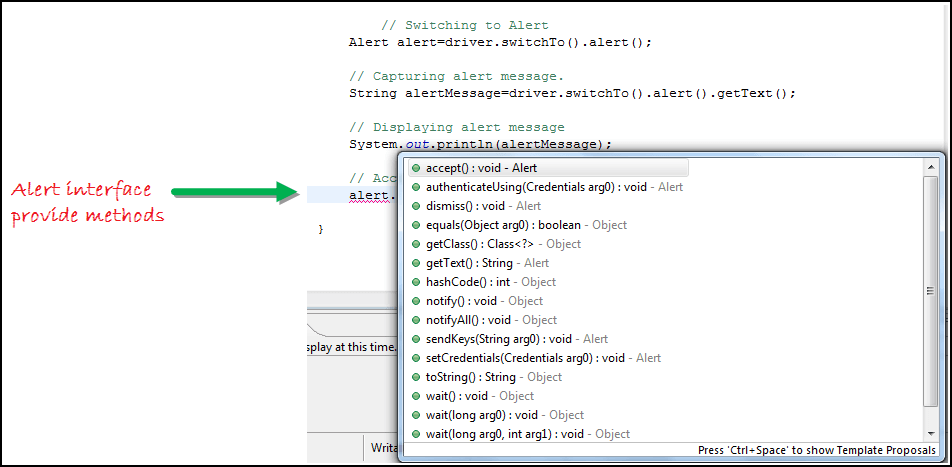 // Switching to Alert
Alert alert=driver.switchTo().alert();
// Capturing alert message.
String alertMessage=driver.switchTo().alert().getText();
// Displaying alert message
System.out.println(alertMessage);
// Acc
alert.
}
Alert interface
provide methods
accept() : void - Alert
authenticateUsing(Credentials arg0) : void - Alert
dismiss() : void - Alert
equals(Object arg0) : boolean - Object
getClass() : Class<?> - Object
getText() : String - Alert
hashCode() : int - Object
notify() : void - Object
notifyAll() : void - Object
sendKeys(String arg0) : void - Alert
setCredentials(Credentials arg0) : void - Alert
toString() : String - Object
wait() : void - Object
wait(long arg0) : void - Object
wait(long arg0, int arg1) : void - Object
Press 'Ctrl+Space' to show Template Proposals
splay at this time.
Writa